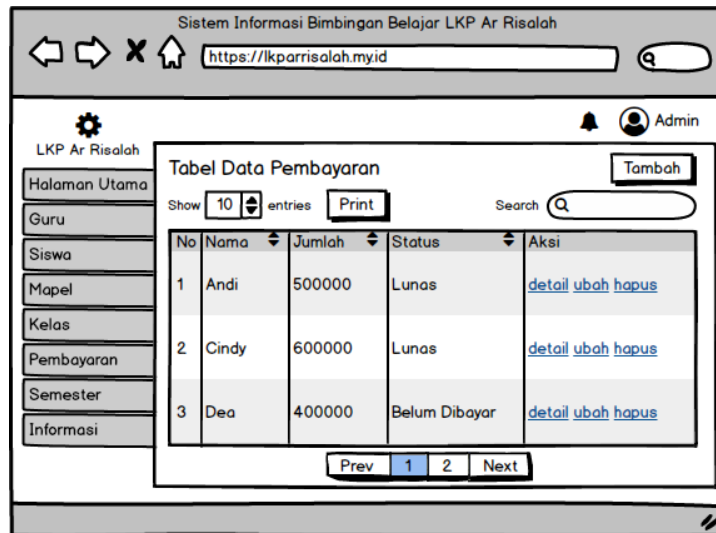 Sistem Informasi Bimbingan Belajar LKP Ar Risalah
https://lkparrisalah.my.id
Admin
LKP Ar Risalah
Halaman Utama
Guru
Siswa
Mapel
Kelas
Pembayaran
Semester
Informasi
Tabel Data Pembayaran
Tambah
Show 10 entries Print Search
No Nama Jumlah Status Aksi
1 Andi 500000 Lunas detail ubah hapus
2 Cindy 600000 Lunas detail ubah hapus
3 Dea 400000 Belum Dibayar detail ubah hapus
Prev 1 2 Next